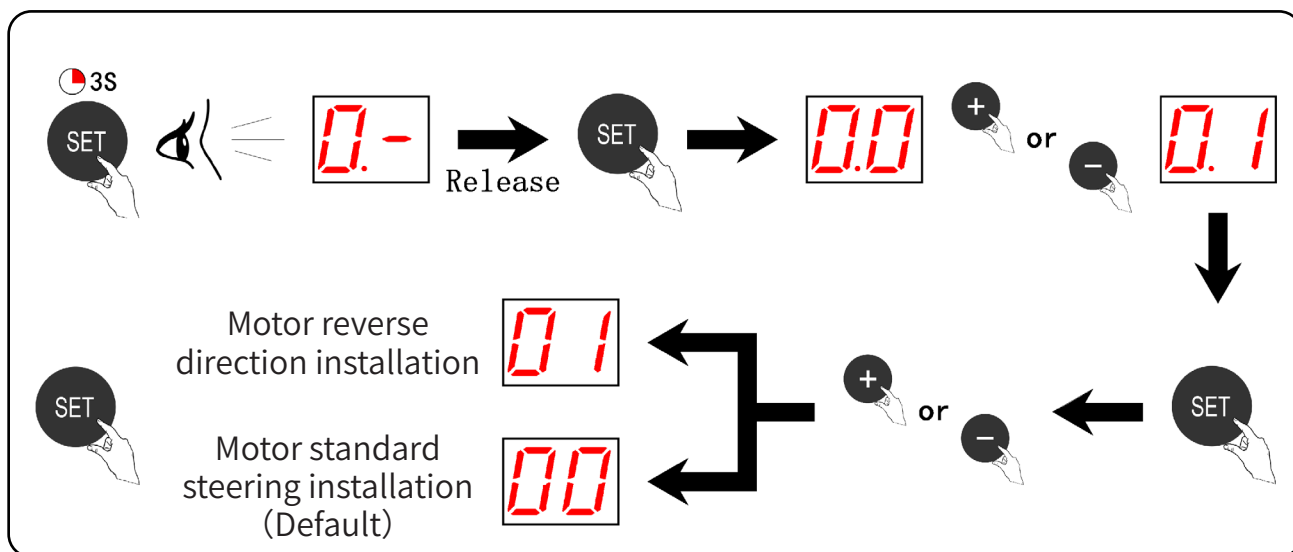 3S
SET
0.-
Release
SET
0.0
+
or
−
0.1
SET
+
or
−
Motor reverse
direction installation
01
Motor standard
steering installation
（Default）
00
SET